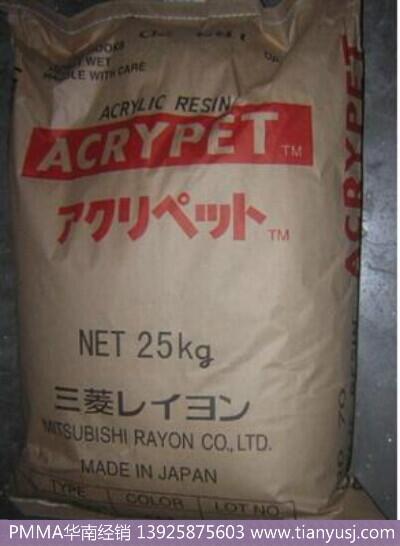 HOOKS
WET
HANDLE WITH CARE
ACRYLIC RESIN
ACRYPET TM
アクリペット TM
ACRYPET
NET 25kg
三菱レイヨン
MITSUBISHI RAYON CO., LTD.
MADE IN JAPAN
TYPE COLOR LOT NO.
PMMA华南经销 13925875603 www.tianyusj.com